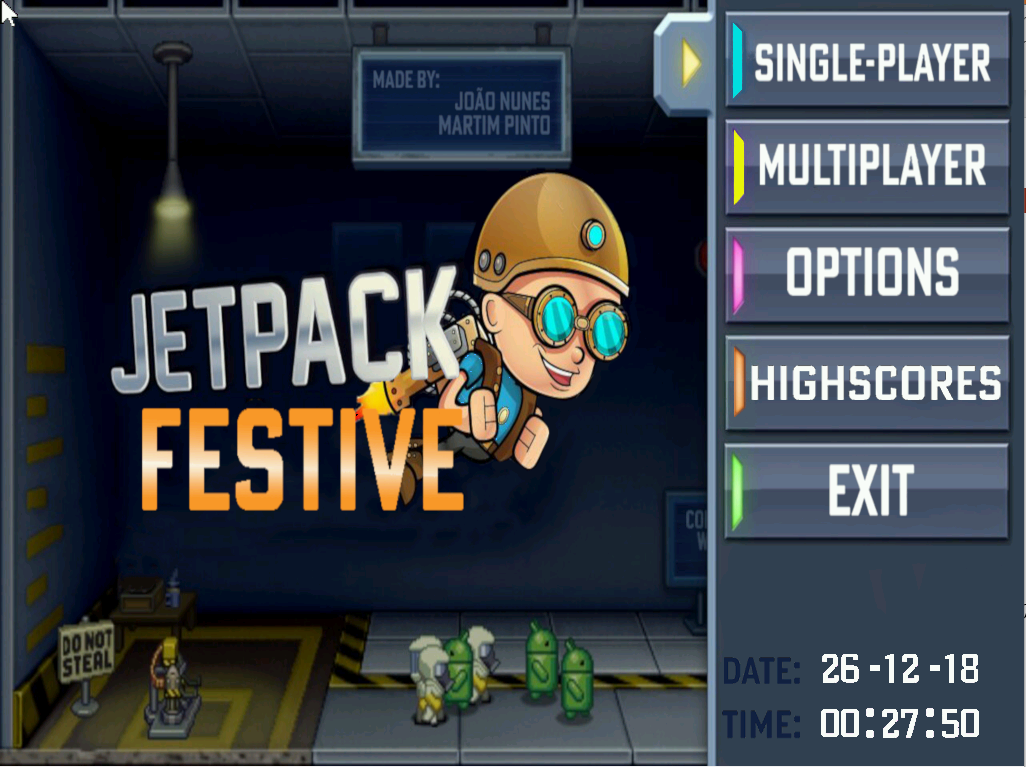 MADE BY:
JOÃO NUNES
MARTIM PINTO
JETPACK
FESTIVE
DO NOT
STEAL
SINGLE-PLAYER
MULTIPLAYER
OPTIONS
HIGHSCORES
EXIT
DATE: 26-12-18
TIME: 00:27:50